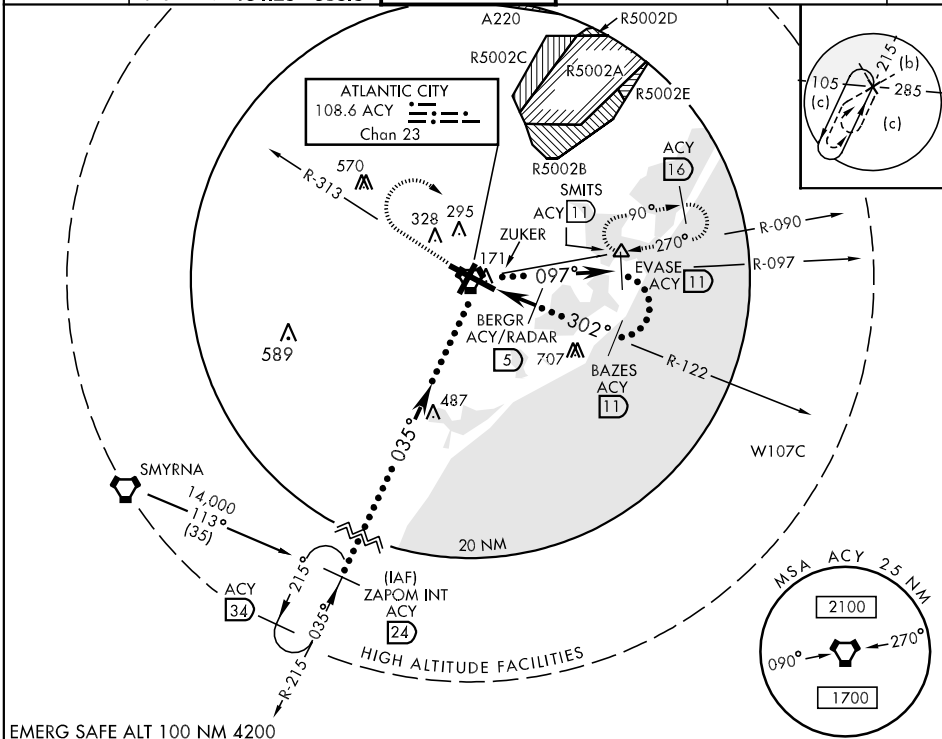 A220
R5002D
R5002C
R5002A
R5002E
R5002B
215
(b)
105
285
(c)
(c)
ATLANTIC CITY
108.6 ACY
Chan 23
570
R-313
328
295
171
ZUKER
SMITS
ACY 11
ACY
16
90°
270°
R-090
097°
EVASE
ACY 11
R-097
BERGR
ACY/RADAR
5
302°
707
BAZES
ACY
11
R-122
589
487
035°
W107C
SMYRNA
14,000
113°
(35)
20 NM
215°
035°
ACY
34
(IAF)
ZAPOM INT
ACY
24
R-215
HIGH ALTITUDE FACILITIES
MSA ACY 25 NM
2100
090°
270°
1700
EMERG SAFE ALT 100 NM 4200